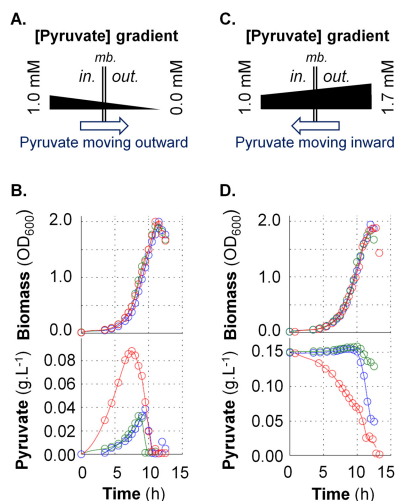 A.
[Pyruvate] gradient
mb.
in. out.
1.0 mM
0.0 mM
Pyruvate moving outward
C.
[Pyruvate] gradient
mb.
in. out.
1.0 mM
1.7 mM
Pyruvate moving inward
B.
Biomass (OD600)
2.0
1.0
0.0
Pyruvate (g.L-1)
0.08
0.06
0.04
0.02
0.00
0 5 10 15
Time (h)
D.
Biomass (OD600)
2.0
1.0
0.0
Pyruvate (g.L-1)
0.15
0.10
0.05
0.00
0 5 10 15
Time (h)